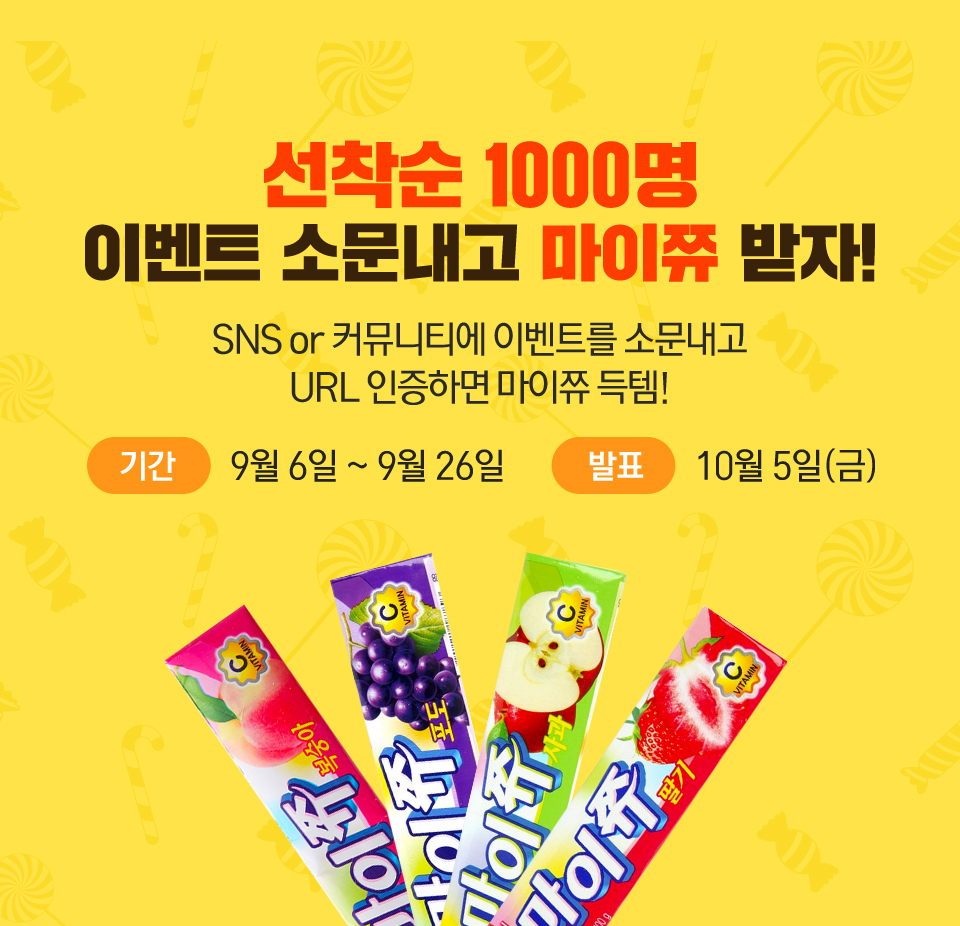 선착순 1000명
이벤트 소문내고 마이쮸 받자!
SNS or 커뮤니티에 이벤트를 소문내고
URL 인증하면 마이쮸 득템!
기간 9월 6일 ~ 9월 26일 발표 10월 5일(금)
C VITAMIN
복숭아
마이쮸
C VITAMIN
포도
마이쮸
C VITAMIN
사과
마이쮸
C VITAMIN
딸기
마이쮸